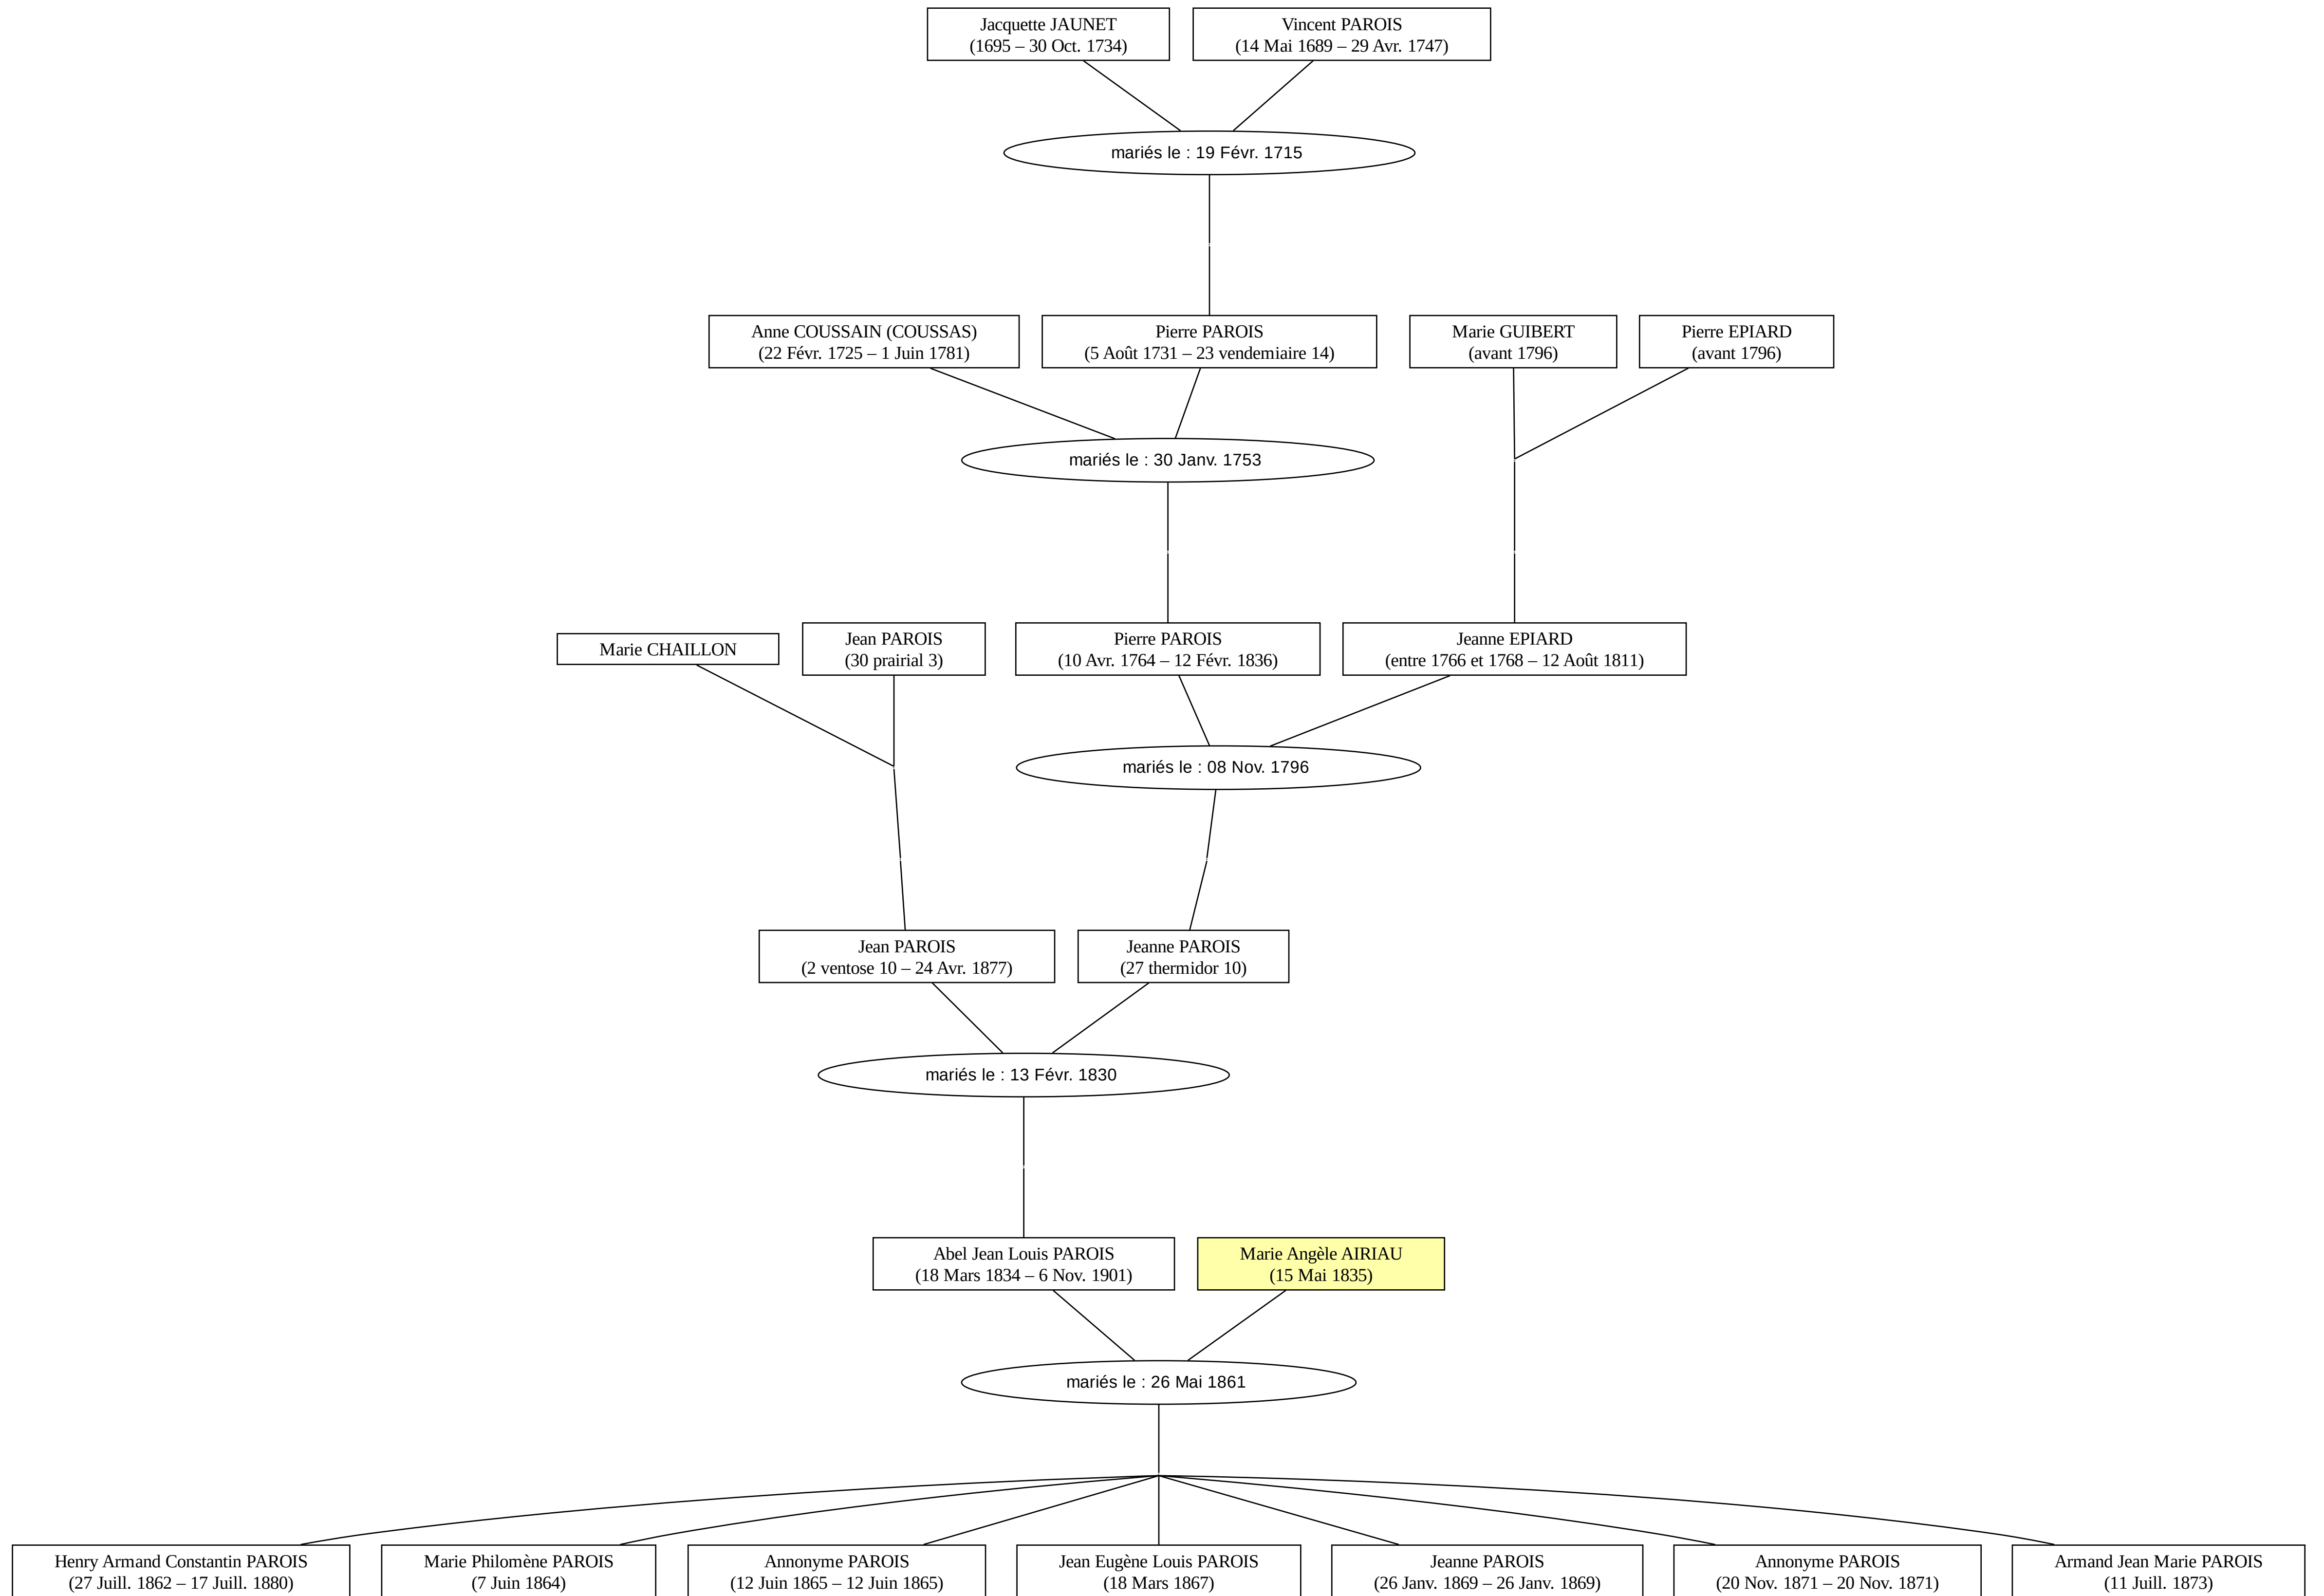 Jacquette JAUNET
(1695 – 30 Oct. 1734)
Vincent PAROIS
(14 Mai 1689 – 29 Avr. 1747)
mariés le : 19 Févr. 1715
Anne COUSSAIN (COUSSAS)
(22 Févr. 1725 – 1 Juin 1781)
Pierre PAROIS
(5 Août 1731 – 23 vendemiaire 14)
Marie GUIBERT
(avant 1796)
Pierre EPIARD
(avant 1796)
mariés le : 30 Janv. 1753
Marie CHAILLON
Jean PAROIS
(30 prairial 3)
Pierre PAROIS
(10 Avr. 1764 – 12 Févr. 1836)
Jeanne EPIARD
(entre 1766 et 1768 – 12 Août 1811)
mariés le : 08 Nov. 1796
Jean PAROIS
(2 ventose 10 – 24 Avr. 1877)
Jeanne PAROIS
(27 thermidor 10)
mariés le : 13 Févr. 1830
Abel Jean Louis PAROIS
(18 Mars 1834 – 6 Nov. 1901)
Marie Angèle AIRIAU
(15 Mai 1835)
mariés le : 26 Mai 1861
Henry Armand Constantin PAROIS
(27 Juill. 1862 – 17 Juill. 1880)
Marie Philomène PAROIS
(7 Juin 1864)
Annonyme PAROIS
(12 Juin 1865 – 12 Juin 1865)
Jean Eugène Louis PAROIS
(18 Mars 1867)
Jeanne PAROIS
(26 Janv. 1869 – 26 Janv. 1869)
Annonyme PAROIS
(20 Nov. 1871 – 20 Nov. 1871)
Armand Jean Marie PAROIS
(11 Juill. 1873)